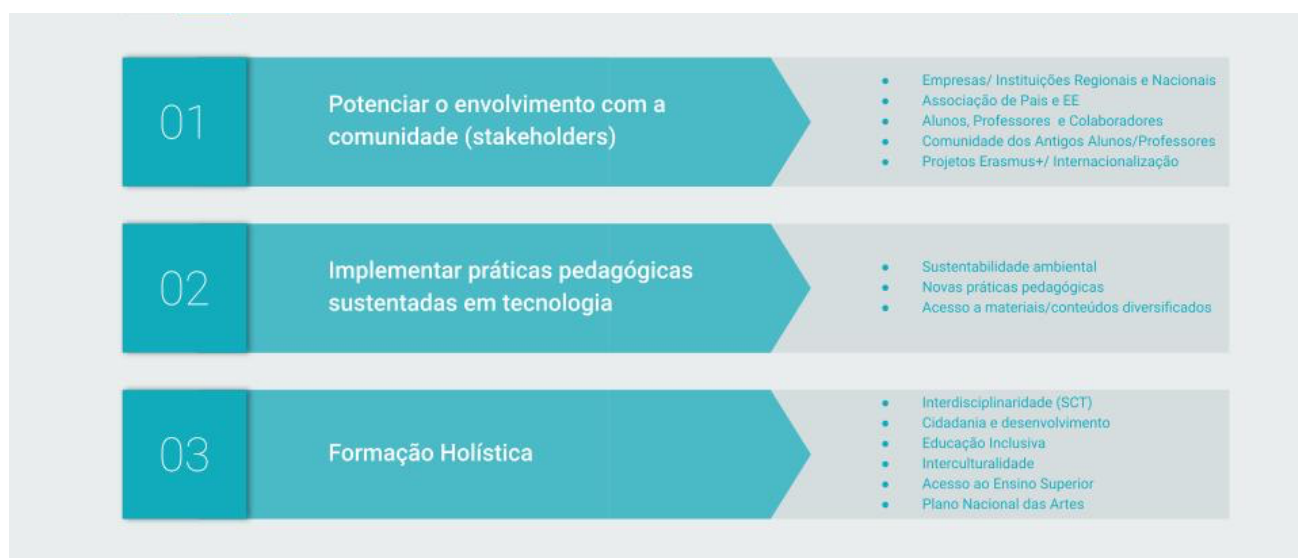 01
Potenciar o envolvimento com a
comunidade (stakeholders)
● Empresas/ Instituições Regionais e Nacionais
● Associação de Pais e EE
● Alunos, Professores e Colaboradores
● Comunidade dos Antigos Alunos/Professores
● Projetos Erasmus+/ Internacionalização
02
Implementar práticas pedagógicas
sustentadas em tecnologia
● Sustentabilidade ambiental
● Novas práticas pedagógicas
● Acesso a materiais/conteúdos diversificados
03
Formação Holística
● Interdisciplinaridade (SCT)
● Cidadania e desenvolvimento
● Educação Inclusiva
● Interculturalidade
● Acesso ao Ensino Superior
● Plano Nacional das Artes